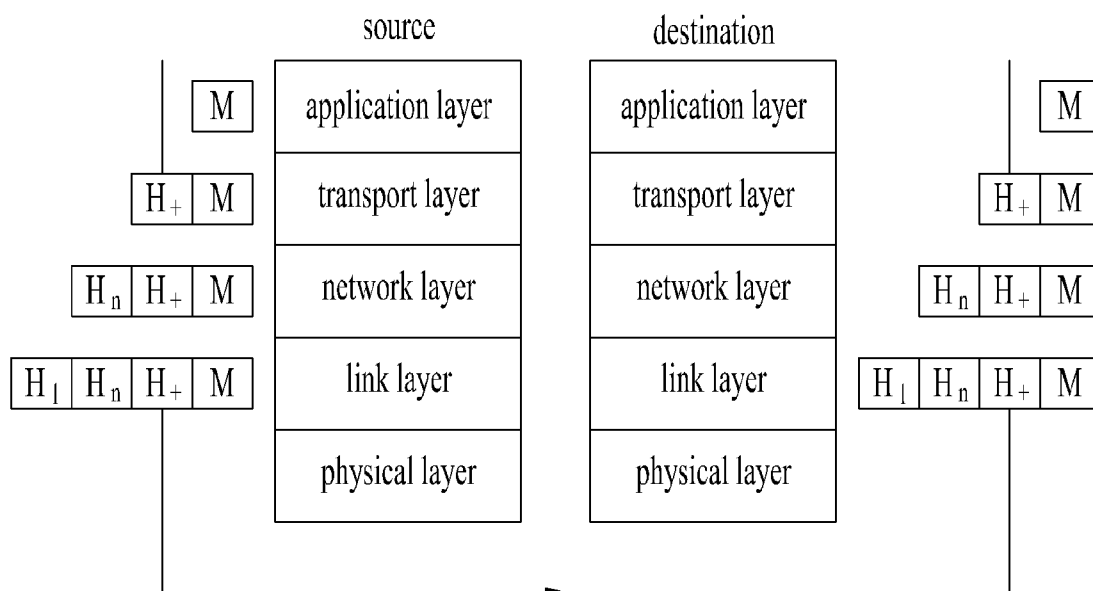 source destination
M application layer application layer M
H₊ M transport layer transport layer H₊ M
Hₙ H₊ M network layer network layer Hₙ H₊ M
Hₗ Hₙ H₊ M link layer link layer Hₗ Hₙ H₊ M
physical layer physical layer